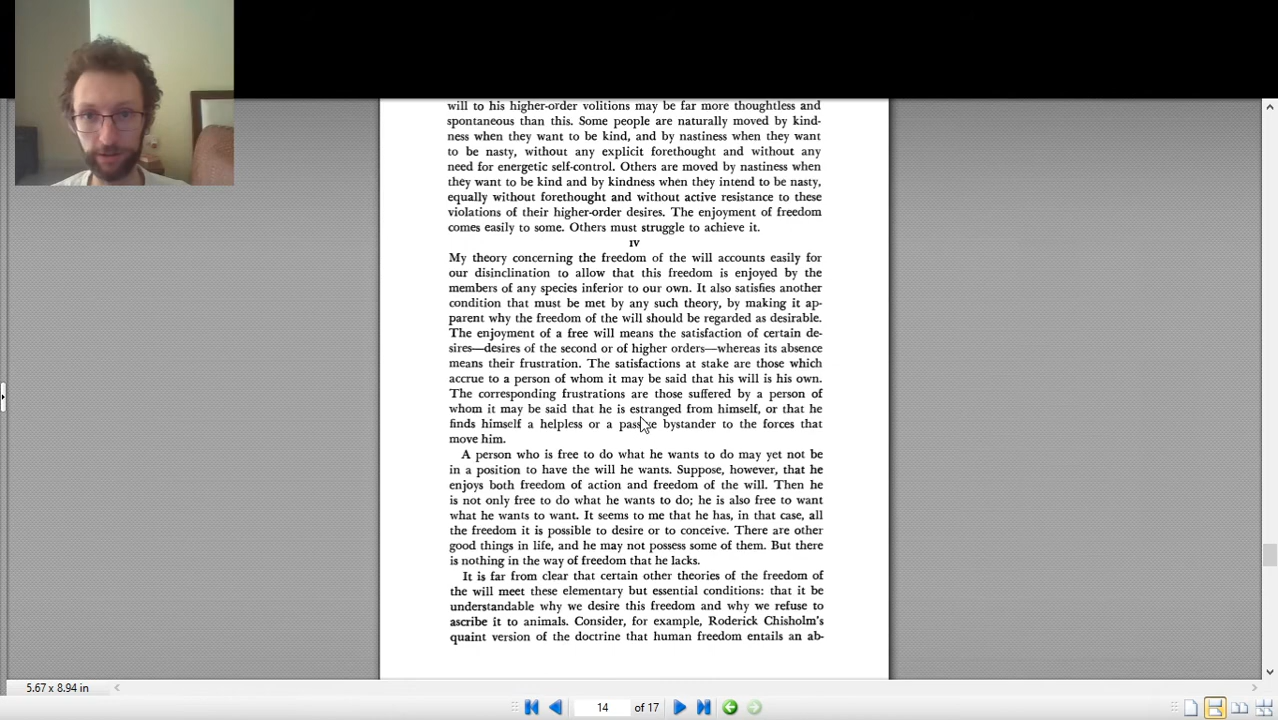 will to his higher-order volitions may be far more thoughtless and
spontaneous than this. Some people are naturally moved by kind-
ness when they want to be kind, and by nastiness when they want
to be nasty, without any explicit forethought and without any
need for energetic self-control. Others are moved by nastiness when
they want to be kind and by kindness when they intend to be nasty,
equally without forethought and without active resistance to these
violations of their higher-order desires. The enjoyment of freedom
comes easily to some. Others must struggle to achieve it.
IV
My theory concerning the freedom of the will accounts easily for
our disinclination to allow that this freedom is enjoyed by the
members of any species inferior to our own. It also satisfies another
condition that must be met by any such theory, by making it ap-
parent why the freedom of the will should be regarded as desirable.
The enjoyment of a free will means the satisfaction of certain de-
sires—desires of the second or of higher orders—whereas its absence
means their frustration. The satisfactions at stake are those which
accrue to a person of whom it may be said that his will is his own.
The corresponding frustrations are those suffered by a person of
whom it may be said that he is estranged from himself, or that he
finds himself a helpless or a passive bystander to the forces that
move him.
A person who is free to do what he wants to do may yet not be
in a position to have the will he wants. Suppose, however, that he
enjoys both freedom of action and freedom of the will. Then he
is not only free to do what he wants to do; he is also free to want
what he wants to want. It seems to me that he has, in that case, all
the freedom it is possible to desire or to conceive. There are other
good things in life, and he may not possess some of them. But there
is nothing in the way of freedom that he lacks.
It is far from clear that certain other theories of the freedom of
the will meet these elementary but essential conditions: that it be
understandable why we desire this freedom and why we refuse to
ascribe it to animals. Consider, for example, Roderick Chisholm's
quaint version of the doctrine that human freedom entails an ab-
5.67 x 8.94 in
14 of 17